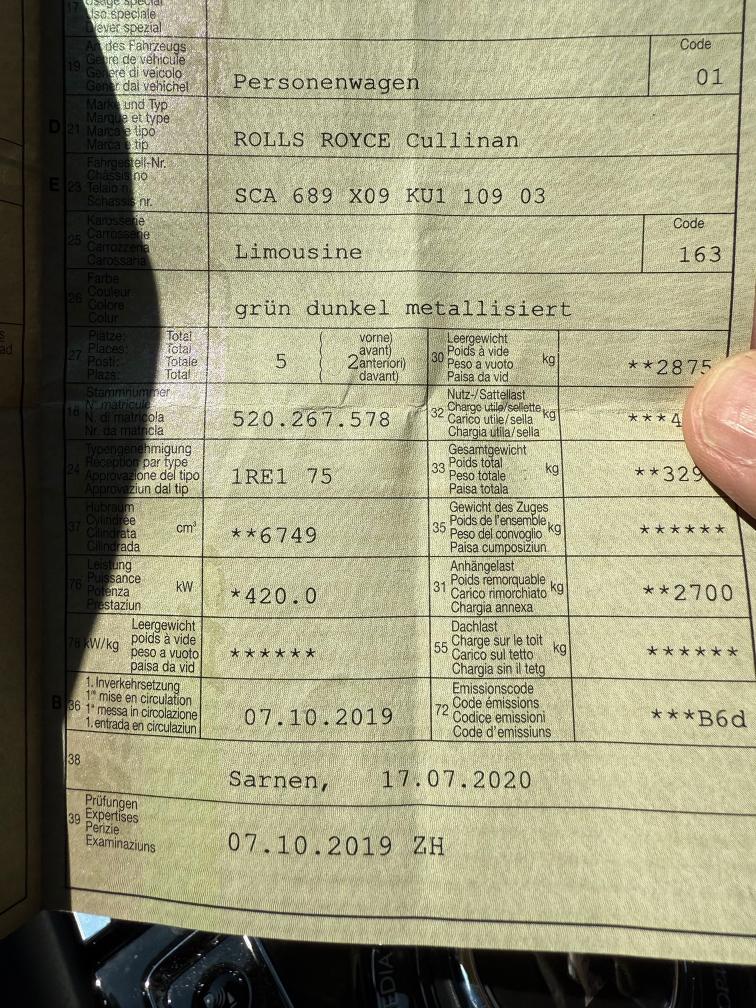 17 Usage spécial
Uso speciale
Diever spezial
19 Art des Fahrzeugs
Genre de véhicule
Genere di veicolo
Gener dal vehichel
Personenwagen
Code
01
D 21 Marke und Typ
Marque et type
Marca e tipo
Marca e tip
ROLLS ROYCE Cullinan
E 23 Fahrgestell-Nr.
Châssis no
Telaio n.
Schassis nr.
SCA 689 X09 KU1 109 03
25 Karosserie
Carrosserie
Carrozzeria
Carossaria
Limousine
Code
163
26 Farbe
Couleur
Colore
Colur
grün dunkel metallisiert
27 Plätze: Total
Places: Total
Posti: Totale
Plazs: Total
5
( vorne)
( avant)
2 anteriori)
( davant)
30 Leergewicht
Poids à vide
Peso a vuoto
Paisa da vid
kg
**2875
18 Stammnummer
N° matricule
N. di matricola
Nr. da matricla
520.267.578
32 Nutz-/Sattellast
Charge utile/sellette
Carico utile/sella
Chargia utila/sella
kg
***4
24 Typengenehmigung
Réception par type
Approvazione del tipo
Approvaziun dal tip
1RE1 75
33 Gesamtgewicht
Poids total
Peso totale
Paisa totala
kg
**329
37 Hubraum
Cylindrée
Cilindrata
Cilindrada
cm³
**6749
35 Gewicht des Zuges
Poids de l'ensemble
Peso del convoglio
Paisa cumposiziun
kg
******
76 Leistung
Puissance
Potenza
Prestaziun
kW
*420.0
31 Anhängelast
Poids remorquable
Carico rimorchiato
Chargia annexa
kg
**2700
78 kW/kg
Leergewicht
poids à vide
peso a vuoto
paisa da vid
******
55 Dachlast
Charge sur le toit
Carico sul tetto
Chargia sin il tetg
kg
******
B 36 1. Inverkehrsetzung
1re mise en circulation
1a messa in circolazione
1. entrada en circulaziun
07.10.2019
72 Emissionscode
Code émissions
Codice emissioni
Code d'emissiuns
***B6d
38
Sarnen, 17.07.2020
39 Prüfungen
Expertises
Perizie
Examinaziuns
07.10.2019 ZH